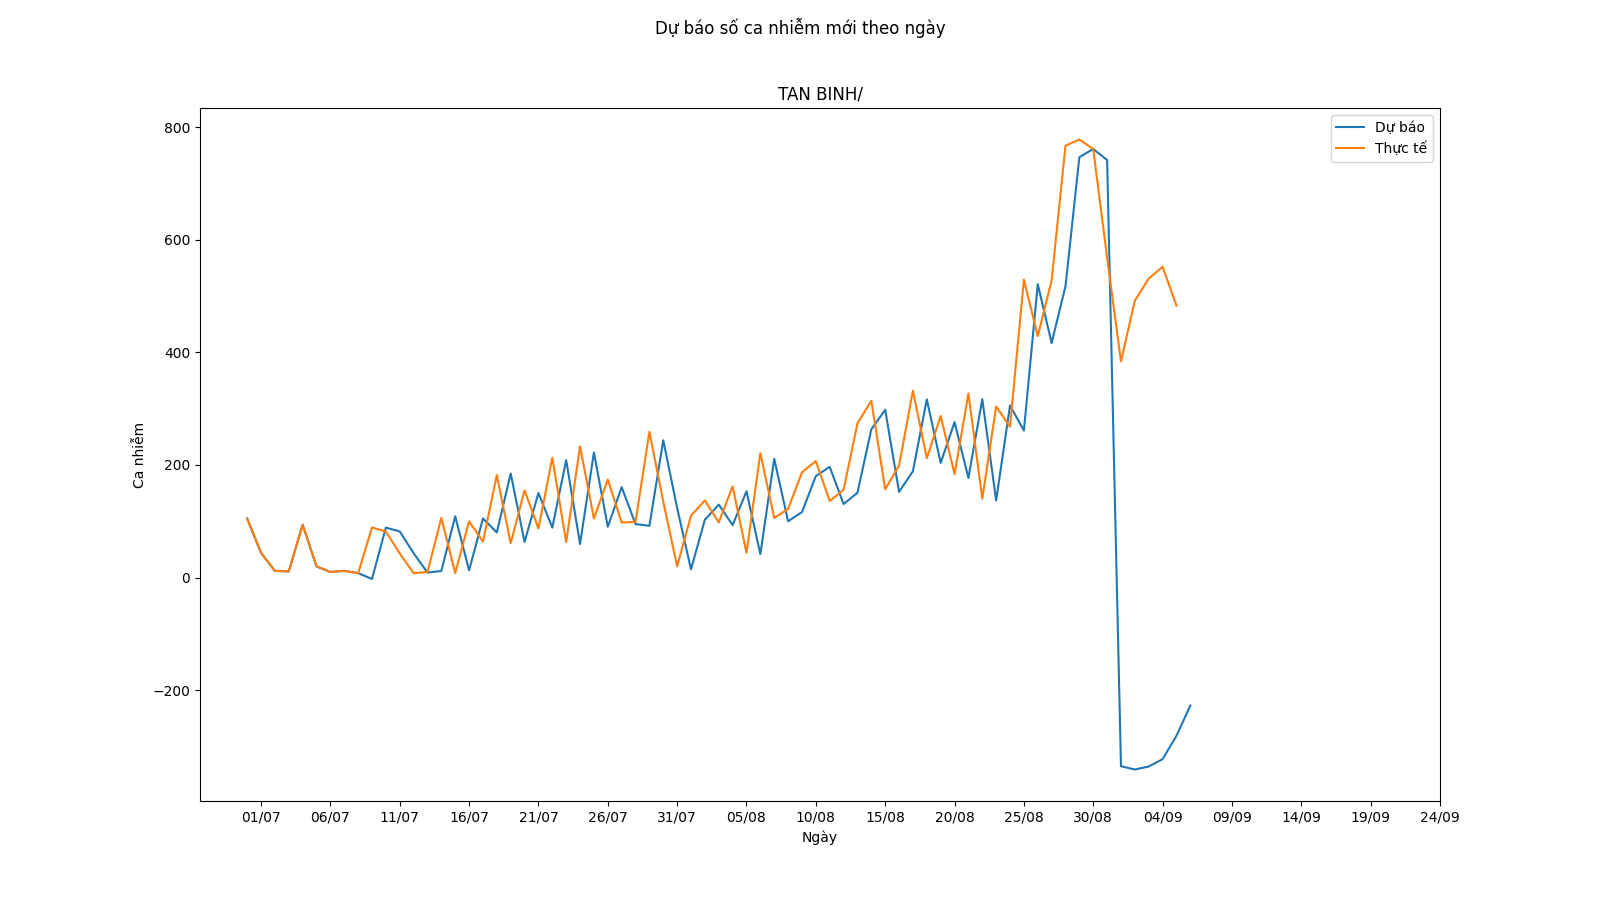 Dự báo số ca nhiễm mới theo ngày
TAN BINH/
Dự báo
Thực tế
800
600
400
200
0
−200
Ca nhiễm
01/07 06/07 11/07 16/07 21/07 26/07 31/07 05/08 10/08 15/08 20/08 25/08 30/08 04/09 09/09 14/09 19/09 24/09
Ngày